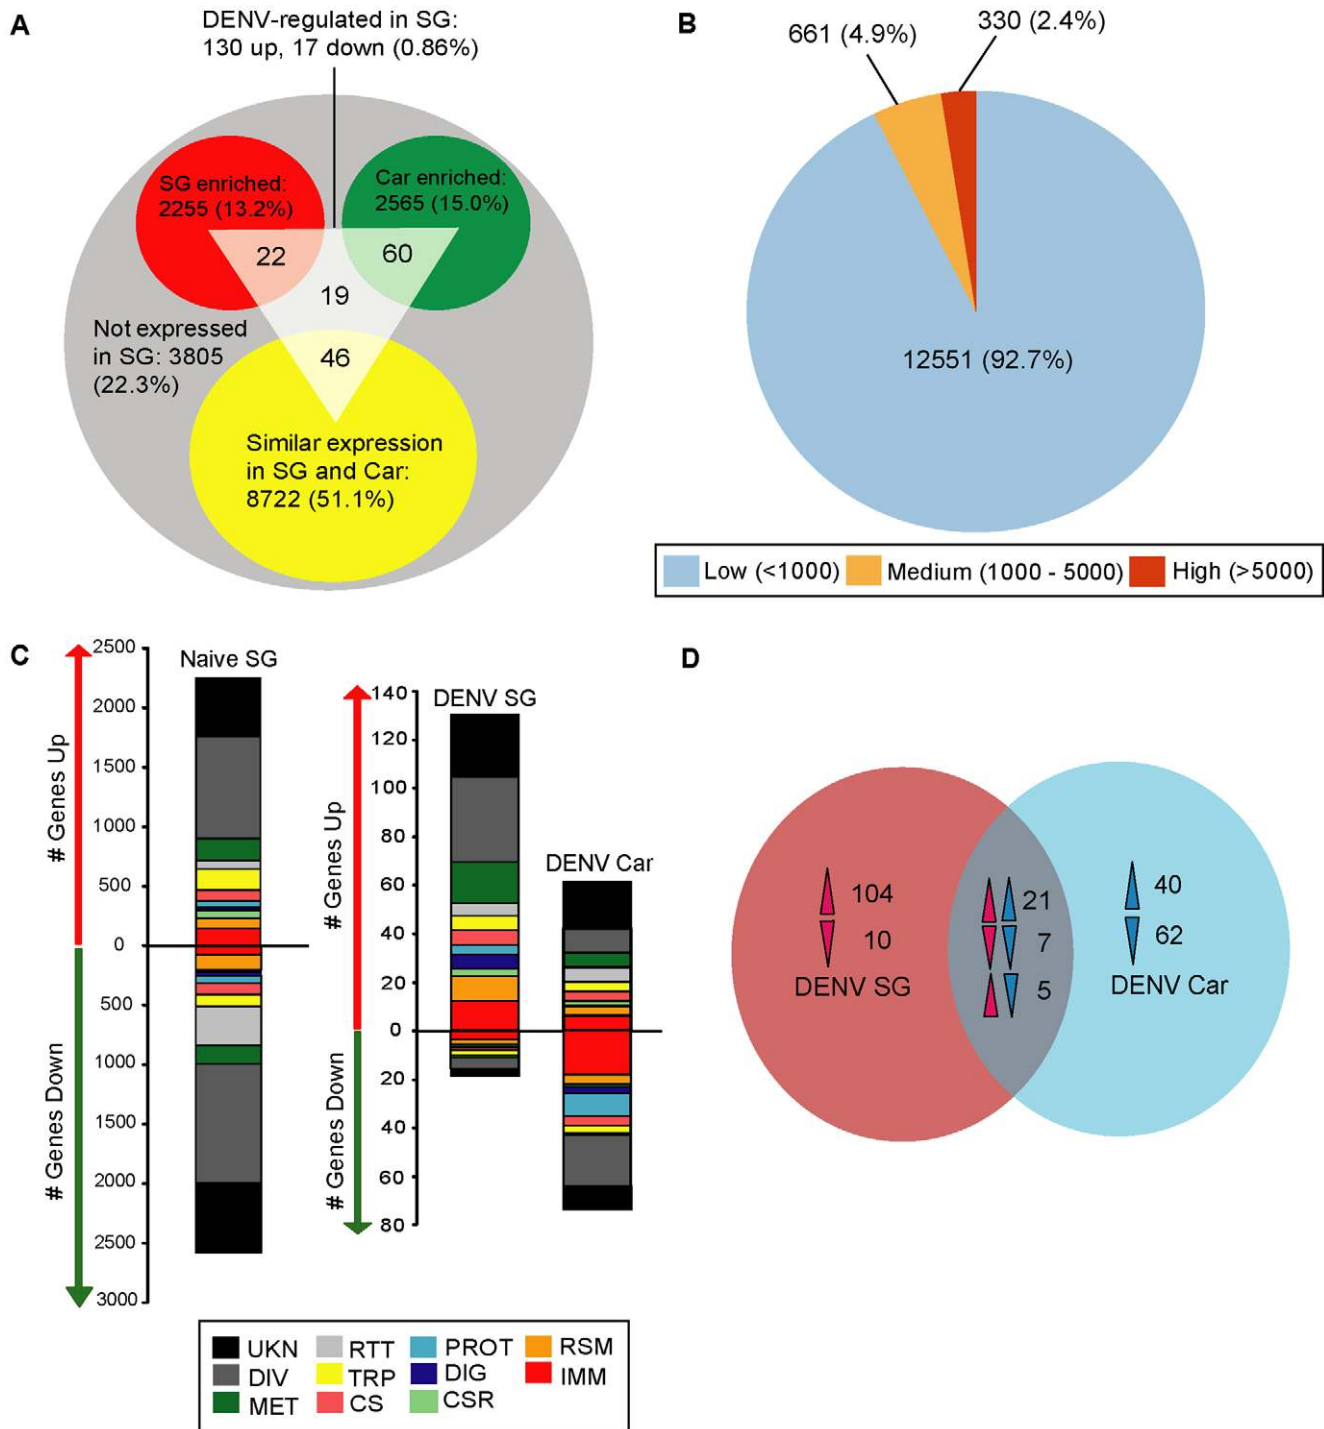 A
DENV-regulated in SG:
130 up, 17 down (0.86%)
SG enriched:
2255 (13.2%)
Car enriched:
2565 (15.0%)
22
60
19
46
Not expressed
in SG: 3805
(22.3%)
Similar expression
in SG and Car:
8722 (51.1%)
B
661 (4.9%)
330 (2.4%)
12551 (92.7%)
Low (<1000)
Medium (1000 - 5000)
High (>5000)
C
# Genes Up
# Genes Down
2500
2000
1500
1000
500
0
500
1000
1500
2000
2500
3000
Naive SG
# Genes Up
# Genes Down
140
120
100
80
60
40
20
0
20
40
60
80
DENV SG
DENV Car
UKN
RTT
PROT
RSM
DIV
TRP
DIG
IMM
MET
CS
CSR
D
104
10
DENV SG
21
7
5
40
62
DENV Car